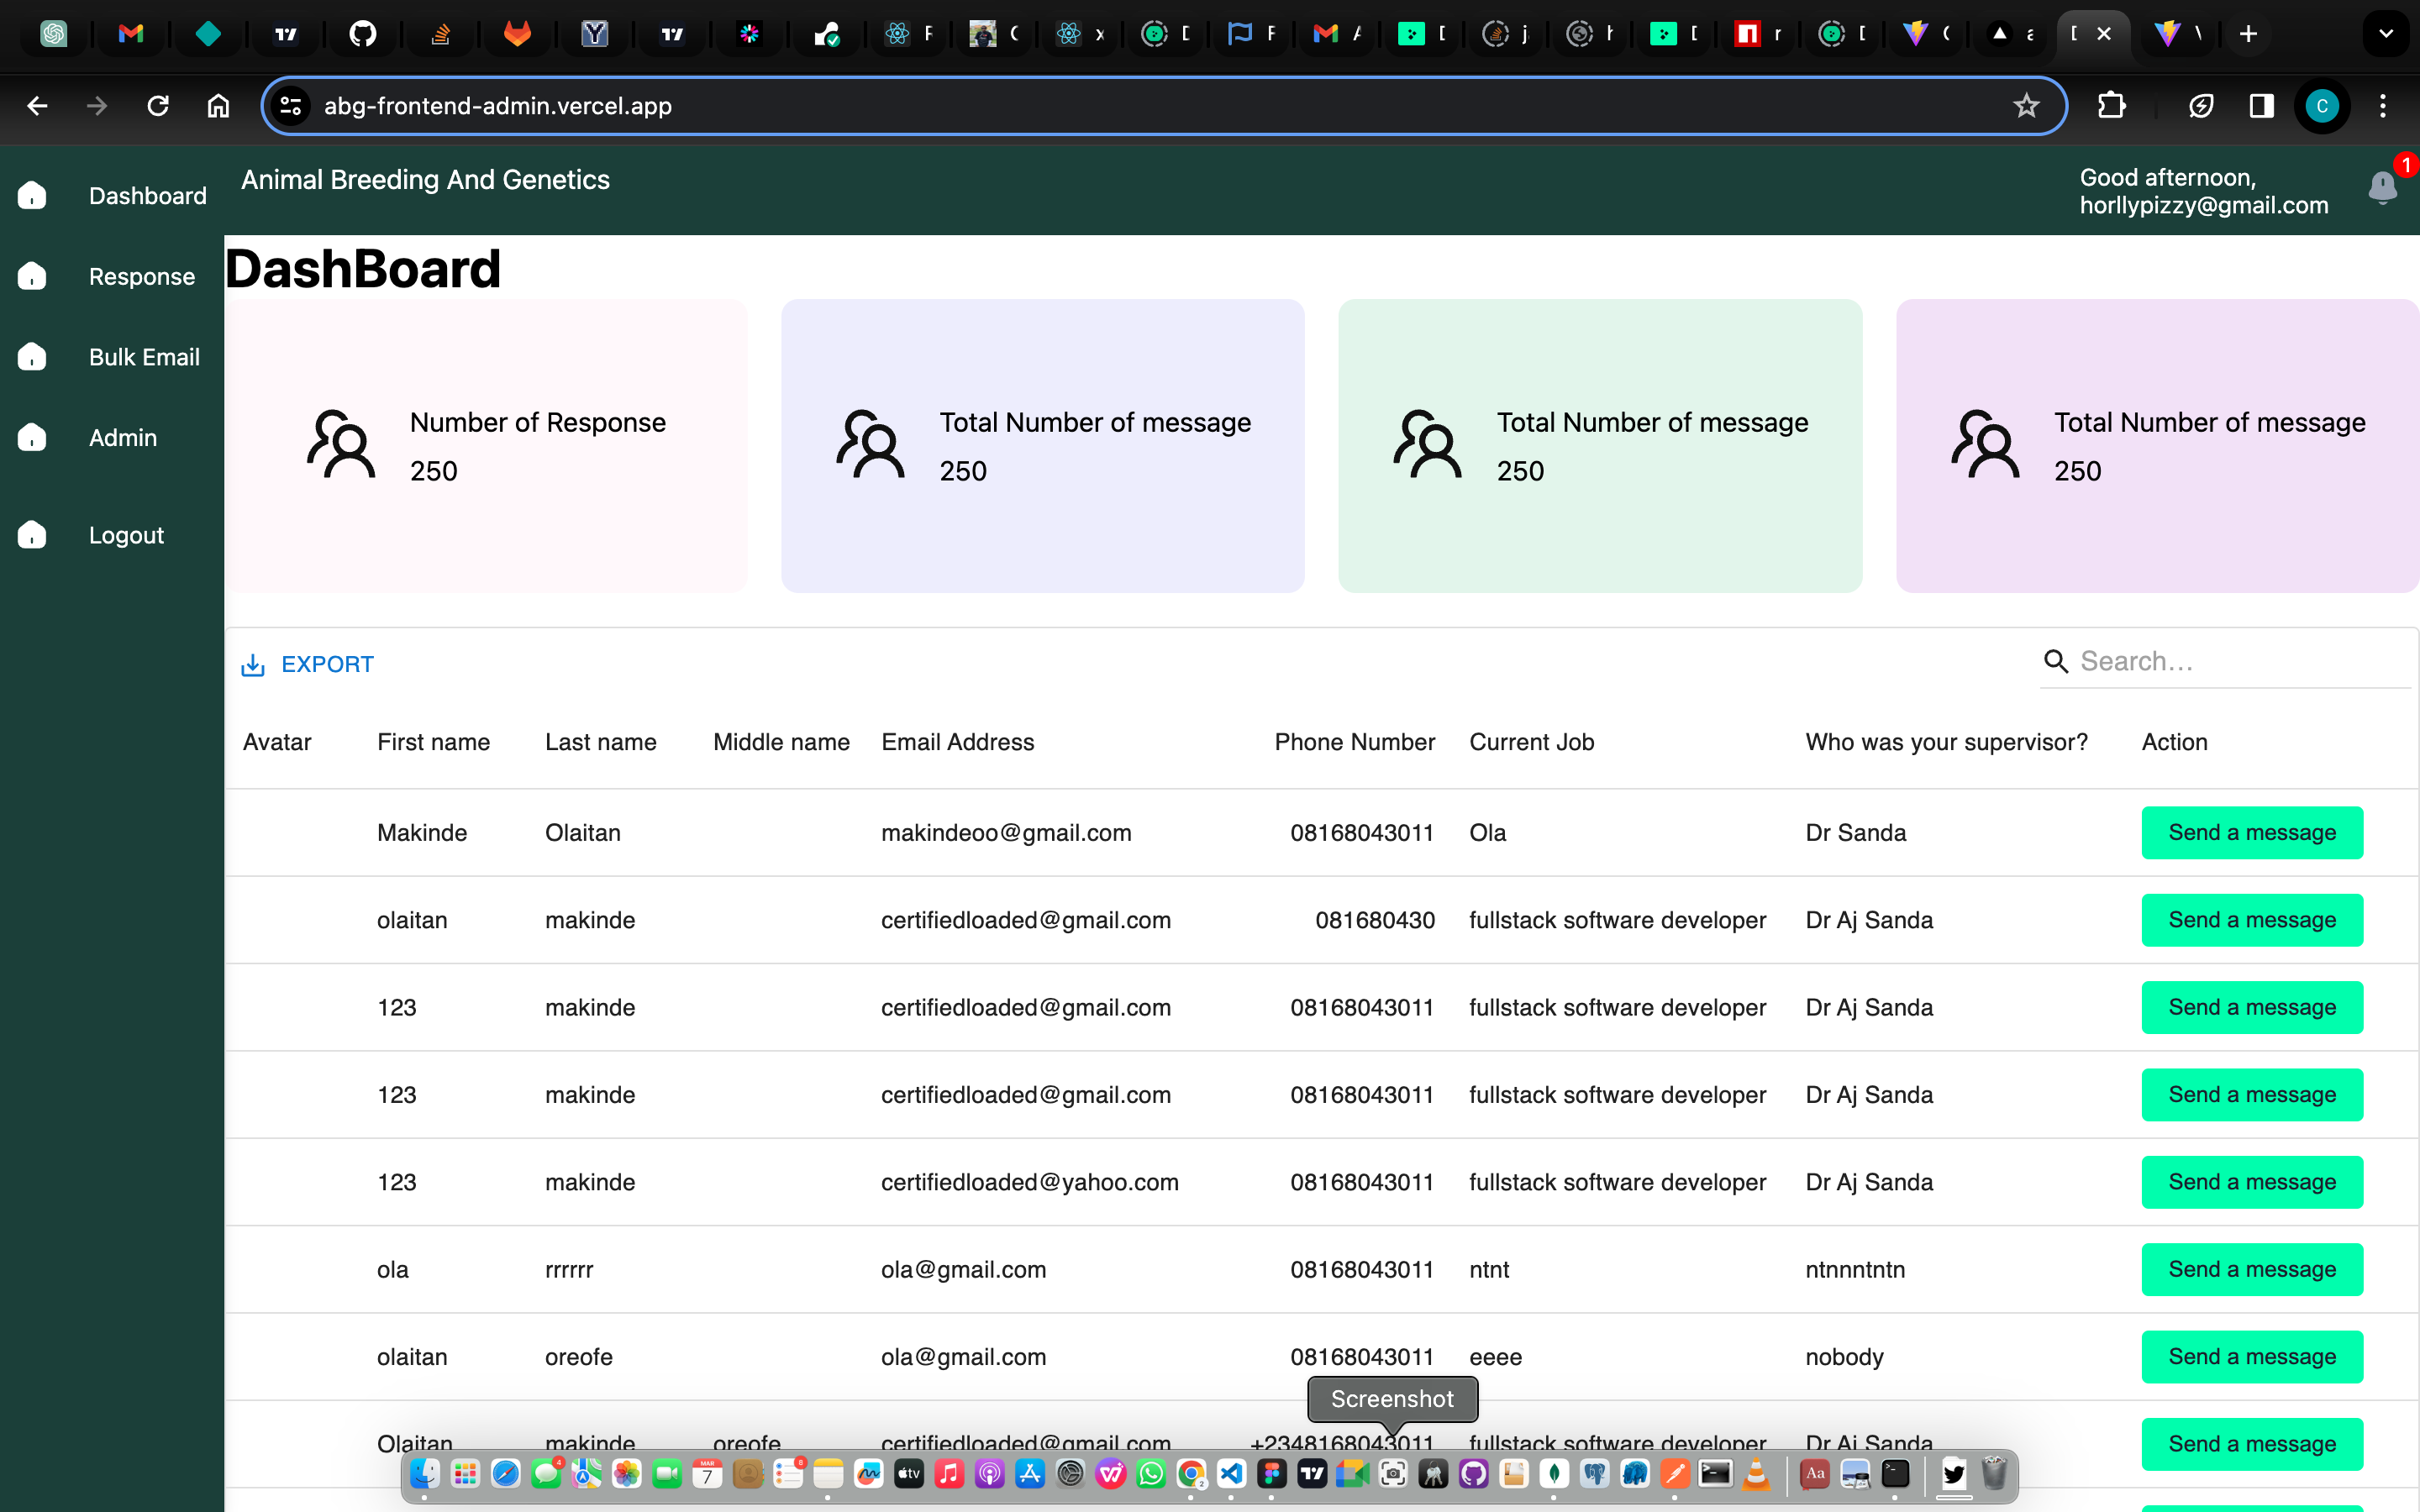 abg-frontend-admin.vercel.app
C
Animal Breeding And Genetics
Good afternoon,
horllypizzy@gmail.com
1
Dashboard
Response
Bulk Email
Admin
Logout
DashBoard
Number of Response
250
Total Number of message
250
Total Number of message
250
Total Number of message
250
EXPORT
Search…
Avatar First name Last name Middle name Email Address Phone Number Current Job Who was your supervisor? Action
Makinde Olaitan makindeoo@gmail.com 08168043011 Ola Dr Sanda Send a message
olaitan makinde certifiedloaded@gmail.com 081680430 fullstack software developer Dr Aj Sanda Send a message
123 makinde certifiedloaded@gmail.com 08168043011 fullstack software developer Dr Aj Sanda Send a message
123 makinde certifiedloaded@gmail.com 08168043011 fullstack software developer Dr Aj Sanda Send a message
123 makinde certifiedloaded@yahoo.com 08168043011 fullstack software developer Dr Aj Sanda Send a message
ola rrrrrr ola@gmail.com 08168043011 ntnt ntnnntntn Send a message
olaitan oreofe ola@gmail.com 08168043011 eeee nobody Send a message
Screenshot
Olaitan makinde oreofe certifiedloaded@gmail.com +2348168043011 fullstack software developer Dr Aj Sanda Send a message
4
MAR
7
8
tv
2
Aa